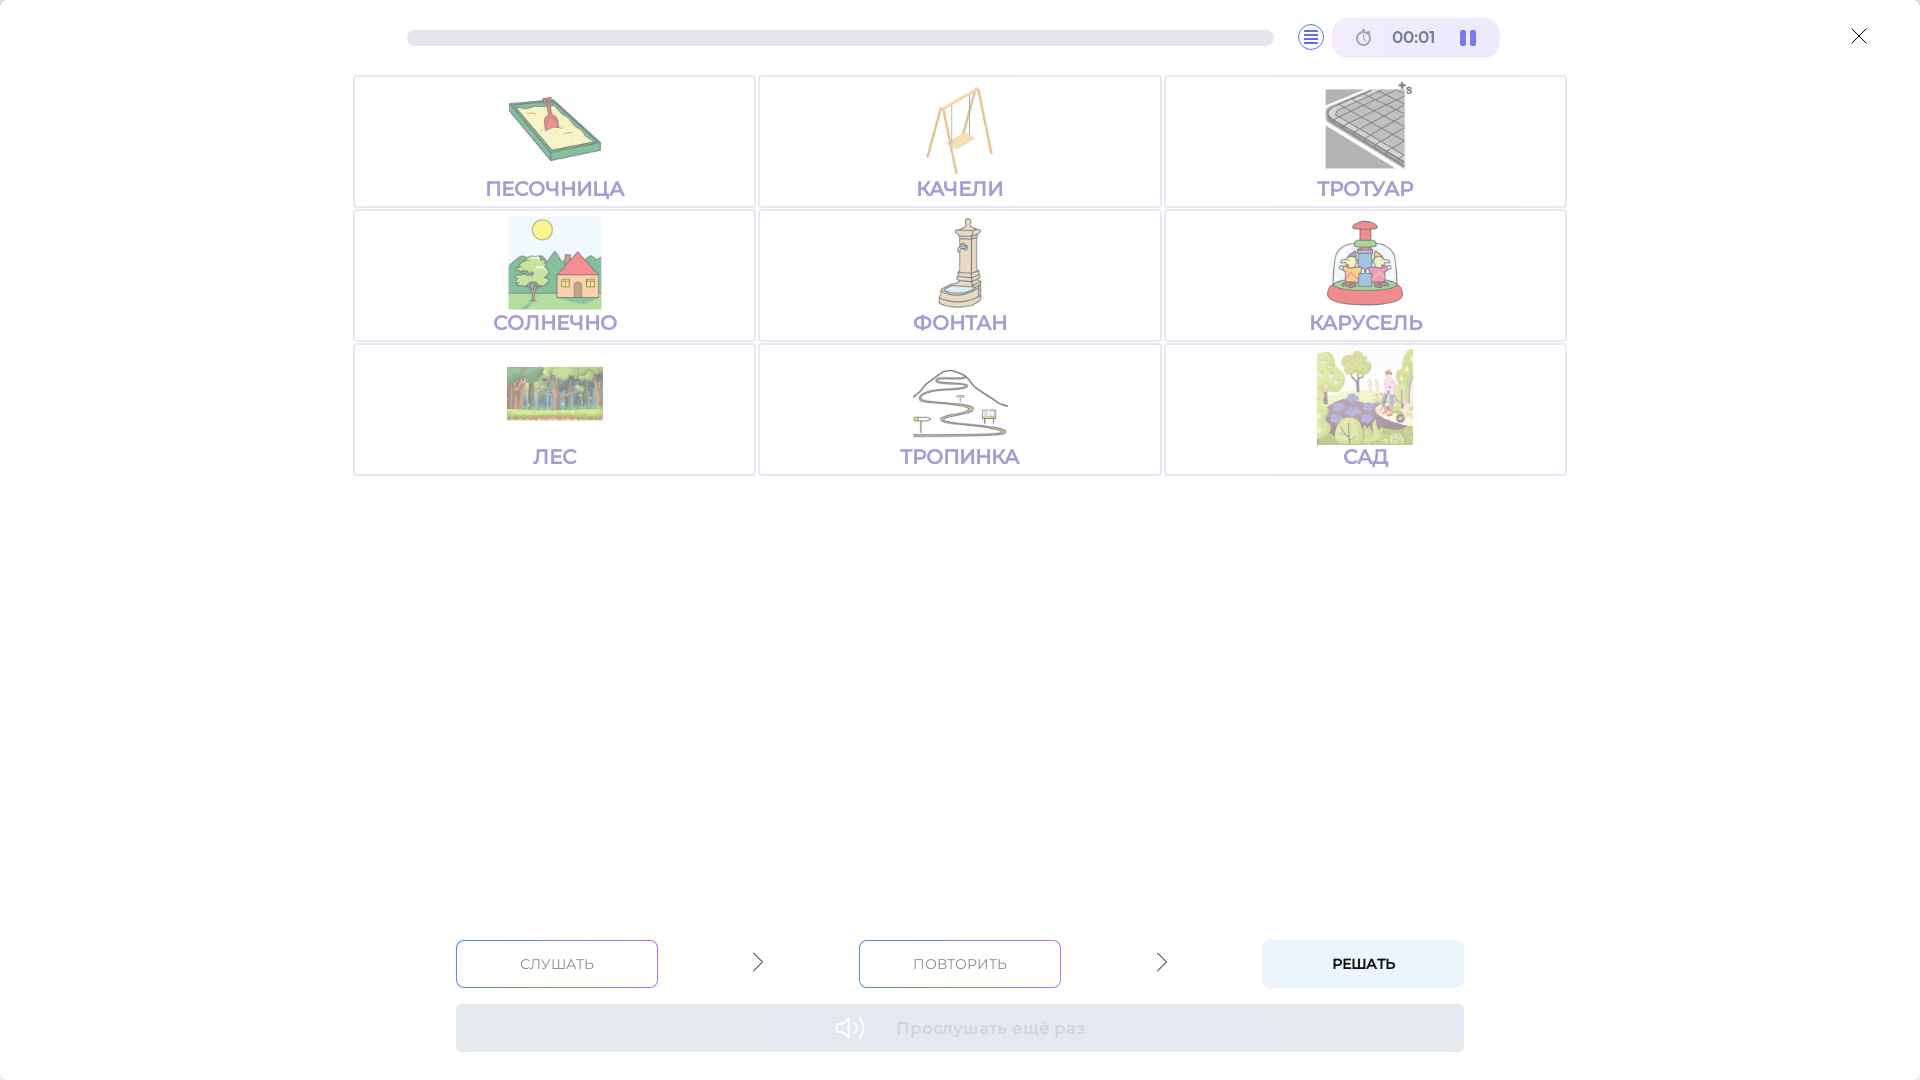 00:01
ПЕСОЧНИЦА
КАЧЕЛИ
+s
ТРОТУАР
СОЛНЕЧНО
ФОНТАН
КАРУСЕЛЬ
ЛЕС
ТРОПИНКА
САД
СЛУШАТЬ
ПОВТОРИТЬ
РЕШАТЬ
Прослушать ещё раз